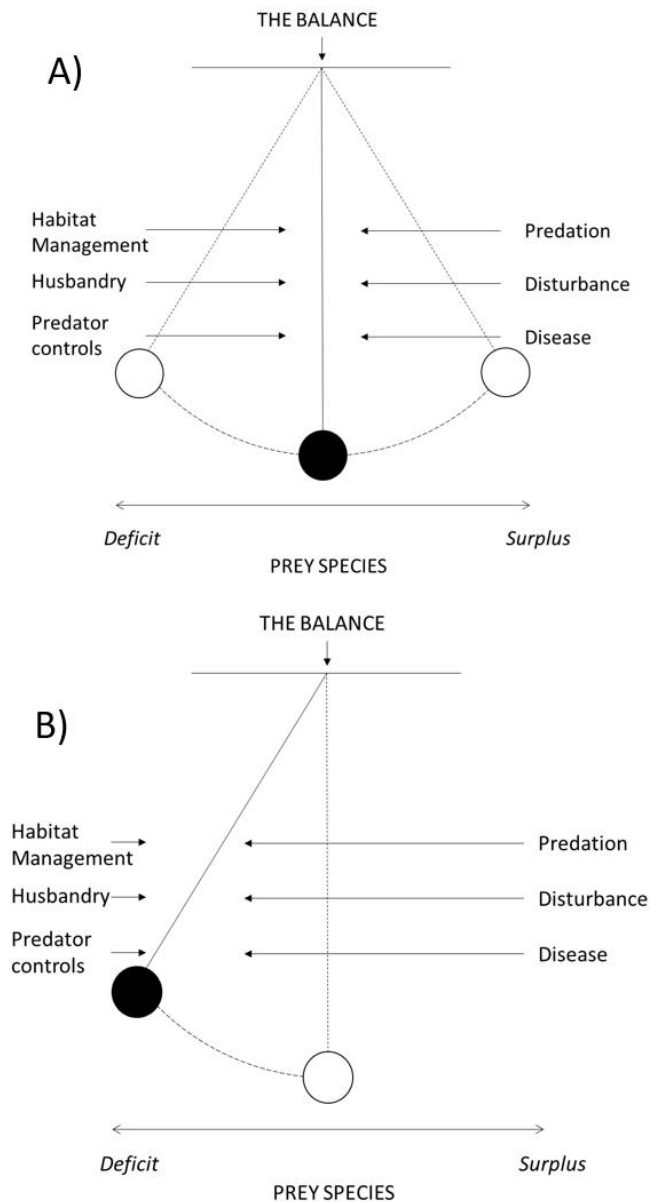 THE BALANCE
A)
Habitat
Management
Predation
Husbandry
Disturbance
Predator
controls
Disease
Deficit
Surplus
PREY SPECIES
THE BALANCE
B)
Habitat
Management
Predation
Husbandry
Disturbance
Predator
controls
Disease
Deficit
Surplus
PREY SPECIES